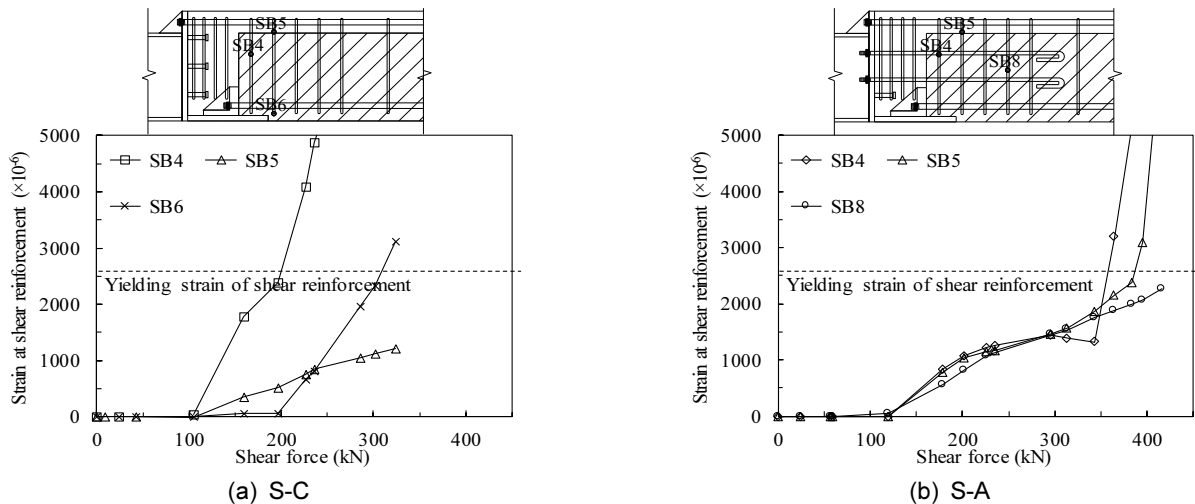 SB5
SB4
SB6
5000
4000
3000
2000
1000
0
Strain at shear reinforcement (×10⁻⁶)
SB4 SB5
SB6
Yielding strain of shear reinforcement
0 100 200 300 400
Shear force (kN)
(a) S-C
SB5
SB4
SB8
5000
4000
3000
2000
1000
0
Strain at shear reinforcement (×10⁻⁶)
SB4 SB5
SB8
Yielding strain of shear reinforcement
0 100 200 300 400
Shear force (kN)
(b) S-A